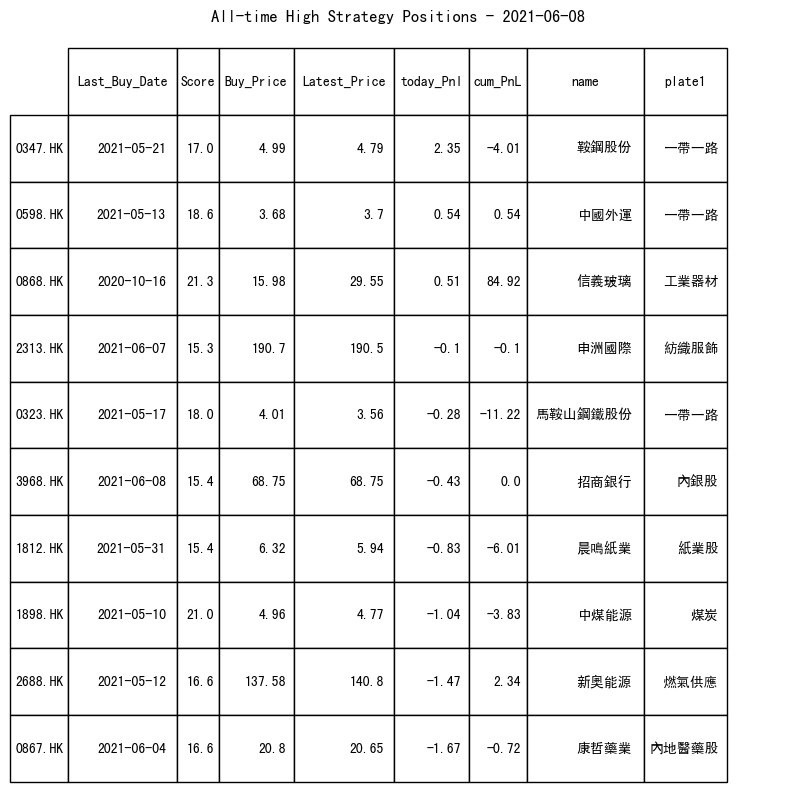 All-time High Strategy Positions - 2021-06-08
Last_Buy_Date Score Buy_Price Latest_Price today_Pnl cum_PnL name plate1
0347.HK 2021-05-21 17.0 4.99 4.79 2.35 -4.01 鞍鋼股份 一帶一路
0598.HK 2021-05-13 18.6 3.68 3.7 0.54 0.54 中國外運 一帶一路
0868.HK 2020-10-16 21.3 15.98 29.55 0.51 84.92 信義玻璃 工業器材
2313.HK 2021-06-07 15.3 190.7 190.5 -0.1 -0.1 申洲國際 紡織服飾
0323.HK 2021-05-17 18.0 4.01 3.56 -0.28 -11.22 馬鞍山鋼鐵股份 一帶一路
3968.HK 2021-06-08 15.4 68.75 68.75 -0.43 0.0 招商銀行 內銀股
1812.HK 2021-05-31 15.4 6.32 5.94 -0.83 -6.01 晨鳴紙業 紙業股
1898.HK 2021-05-10 21.0 4.96 4.77 -1.04 -3.83 中煤能源 煤炭
2688.HK 2021-05-12 16.6 137.58 140.8 -1.47 2.34 新奧能源 燃氣供應
0867.HK 2021-06-04 16.6 20.8 20.65 -1.67 -0.72 康哲藥業 內地醫藥股